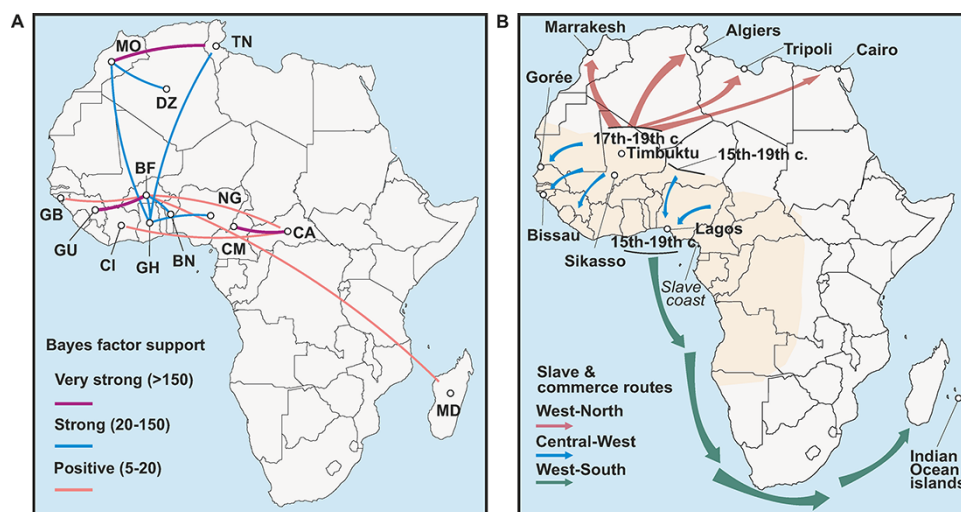 A
MO
TN
DZ
BF
NG
GB
GU
CI
GH
BN
CM
CA
MD
Bayes factor support
Very strong (>150)
Strong (20-150)
Positive (5-20)
B
Marrakesh
Algiers
Tripoli
Cairo
Gorée
17th-19th c.
Timbuktu
15th-19th c.
Bissau
Sikasso
Lagos
15th-19th c.
Slave
coast
Slave &
commerce routes
West-North
Central-West
West-South
Indian
Ocean
islands